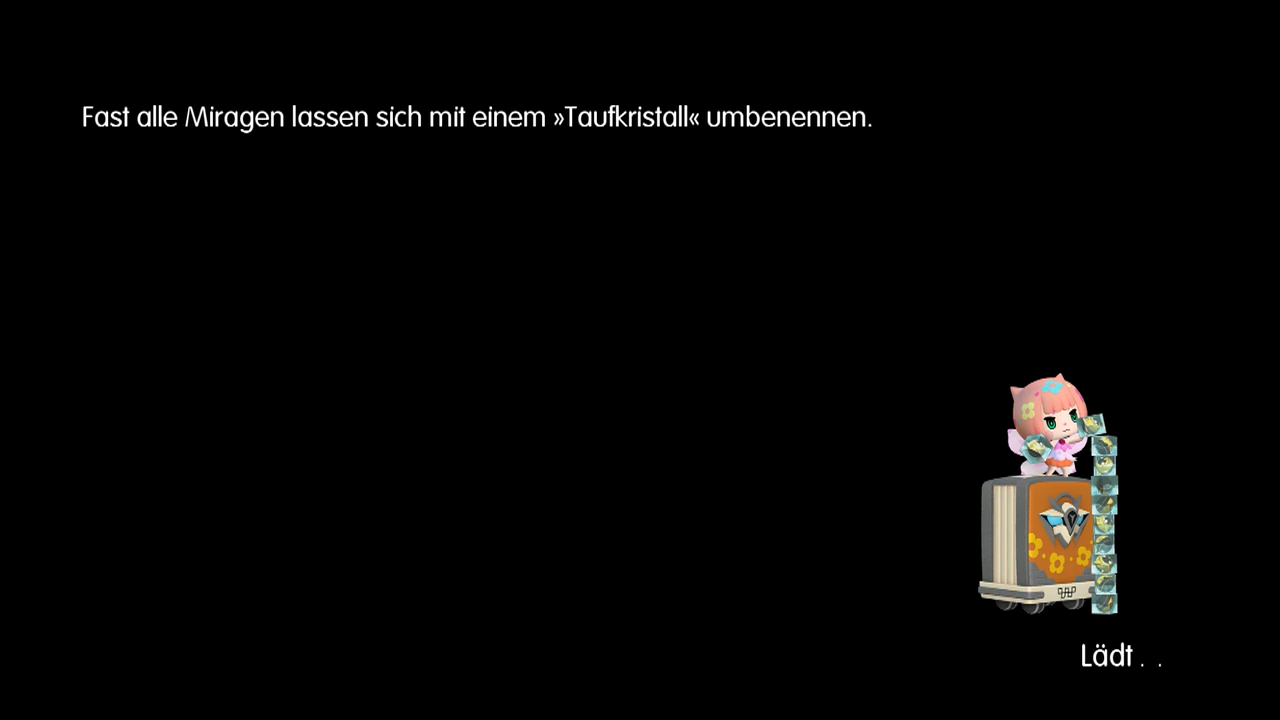 Fast alle Miragen lassen sich mit einem »Taufkristall« umbenennen.
Lädt . .